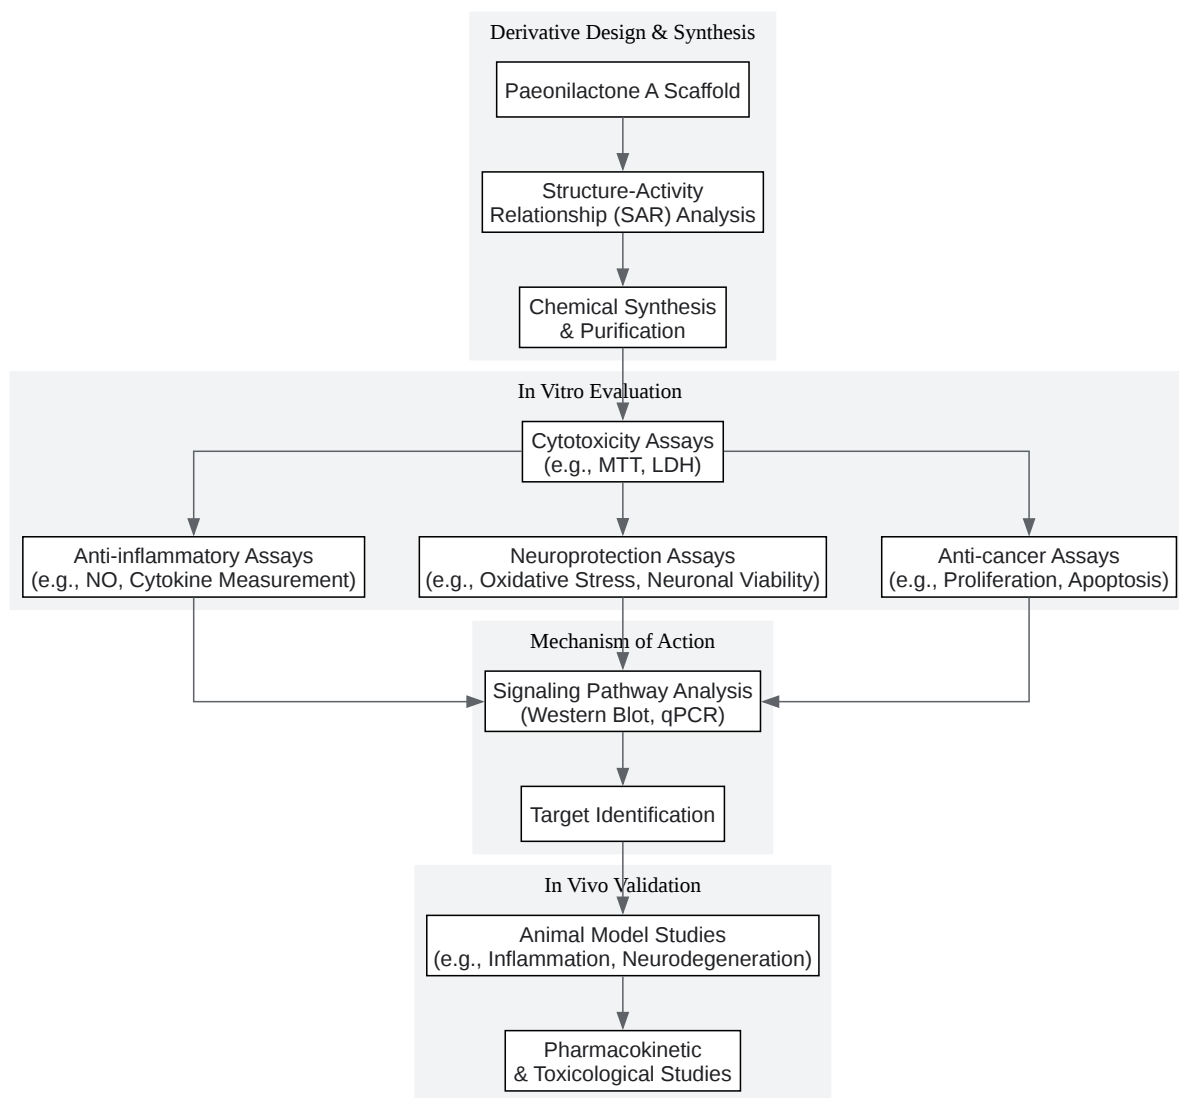 Derivative Design & Synthesis
Paeonilactone A Scaffold
Structure-Activity
Relationship (SAR) Analysis
Chemical Synthesis
& Purification
In Vitro Evaluation
Cytotoxicity Assays
(e.g., MTT, LDH)
Anti-inflammatory Assays
(e.g., NO, Cytokine Measurement)
Neuroprotection Assays
(e.g., Oxidative Stress, Neuronal Viability)
Anti-cancer Assays
(e.g., Proliferation, Apoptosis)
Mechanism of Action
Signaling Pathway Analysis
(Western Blot, qPCR)
Target Identification
In Vivo Validation
Animal Model Studies
(e.g., Inflammation, Neurodegeneration)
Pharmacokinetic
& Toxicological Studies